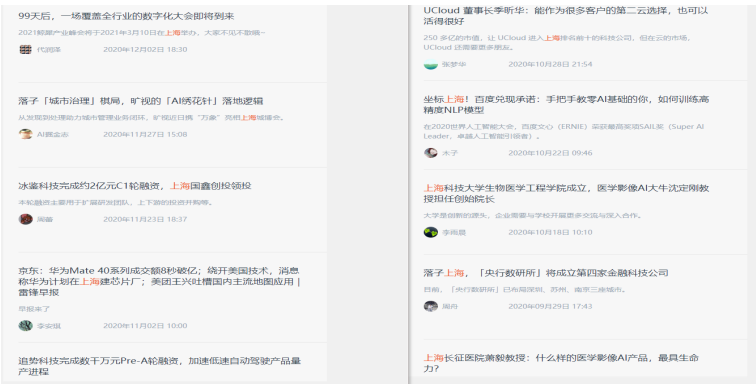 99天后，一场覆盖全行业的数字化大会即将到来
2021鲸鹏产业峰会将于2021年3月10日在上海举办，大家不见不散哦~
代润泽 2020年12月02日 18:30
落子「城市治理」棋局，旷视的「AI绣花针」落地逻辑
从发现到处理助力城市管理业务闭环，旷视近日携“万象”亮相上海城博会。
AI掘金志 2020年11月27日 15:08
冰鉴科技完成约2亿元C1轮融资，上海国鑫创投领投
本轮融资主要用于扩展研发团队、上下游的投资并购等。
周蕾 2020年11月23日 18:37
京东：华为Mate 40系列成交额8秒破亿；绕开美国技术，消息
称华为计划在上海建芯片厂；美团王兴吐槽国内主流地图应用 |
雷锋早报
早报来了
李安琪 2020年11月02日 10:00
追势科技完成数千万元Pre-A轮融资，加速低速自动驾驶产品量
产进程
UCloud 董事长季昕华：能作为很多客户的第二云选择，也可以
活得很好
250 多亿的市值，让 UCloud 进入上海排名前十的科技公司，但在云的市场，
UCloud 还需要更多朋友。
张梦华 2020年10月28日 21:54
坐标上海！百度兑现承诺：手把手教零AI基础的你，如何训练高
精度NLP模型
在2020世界人工智能大会，百度文心（ERNIE）荣获最高奖项SAIL奖（Super AI
Leader，卓越人工智能引领者）。
木子 2020年10月22日 09:46
上海科技大学生物医学工程学院成立，医学影像AI大牛沈定刚教
授担任创始院长
大学是创新的源头，企业需要与学校开展更多交流与深入合作。
李雨晨 2020年10月18日 10:10
落子上海，「央行数研所」将成立第四家金融科技公司
目前，「央行数研所」已布局深圳、苏州、南京三座城市。
周舟 2020年09月29日 17:43
上海长征医院萧毅教授：什么样的医学影像AI产品，最具生命
力？